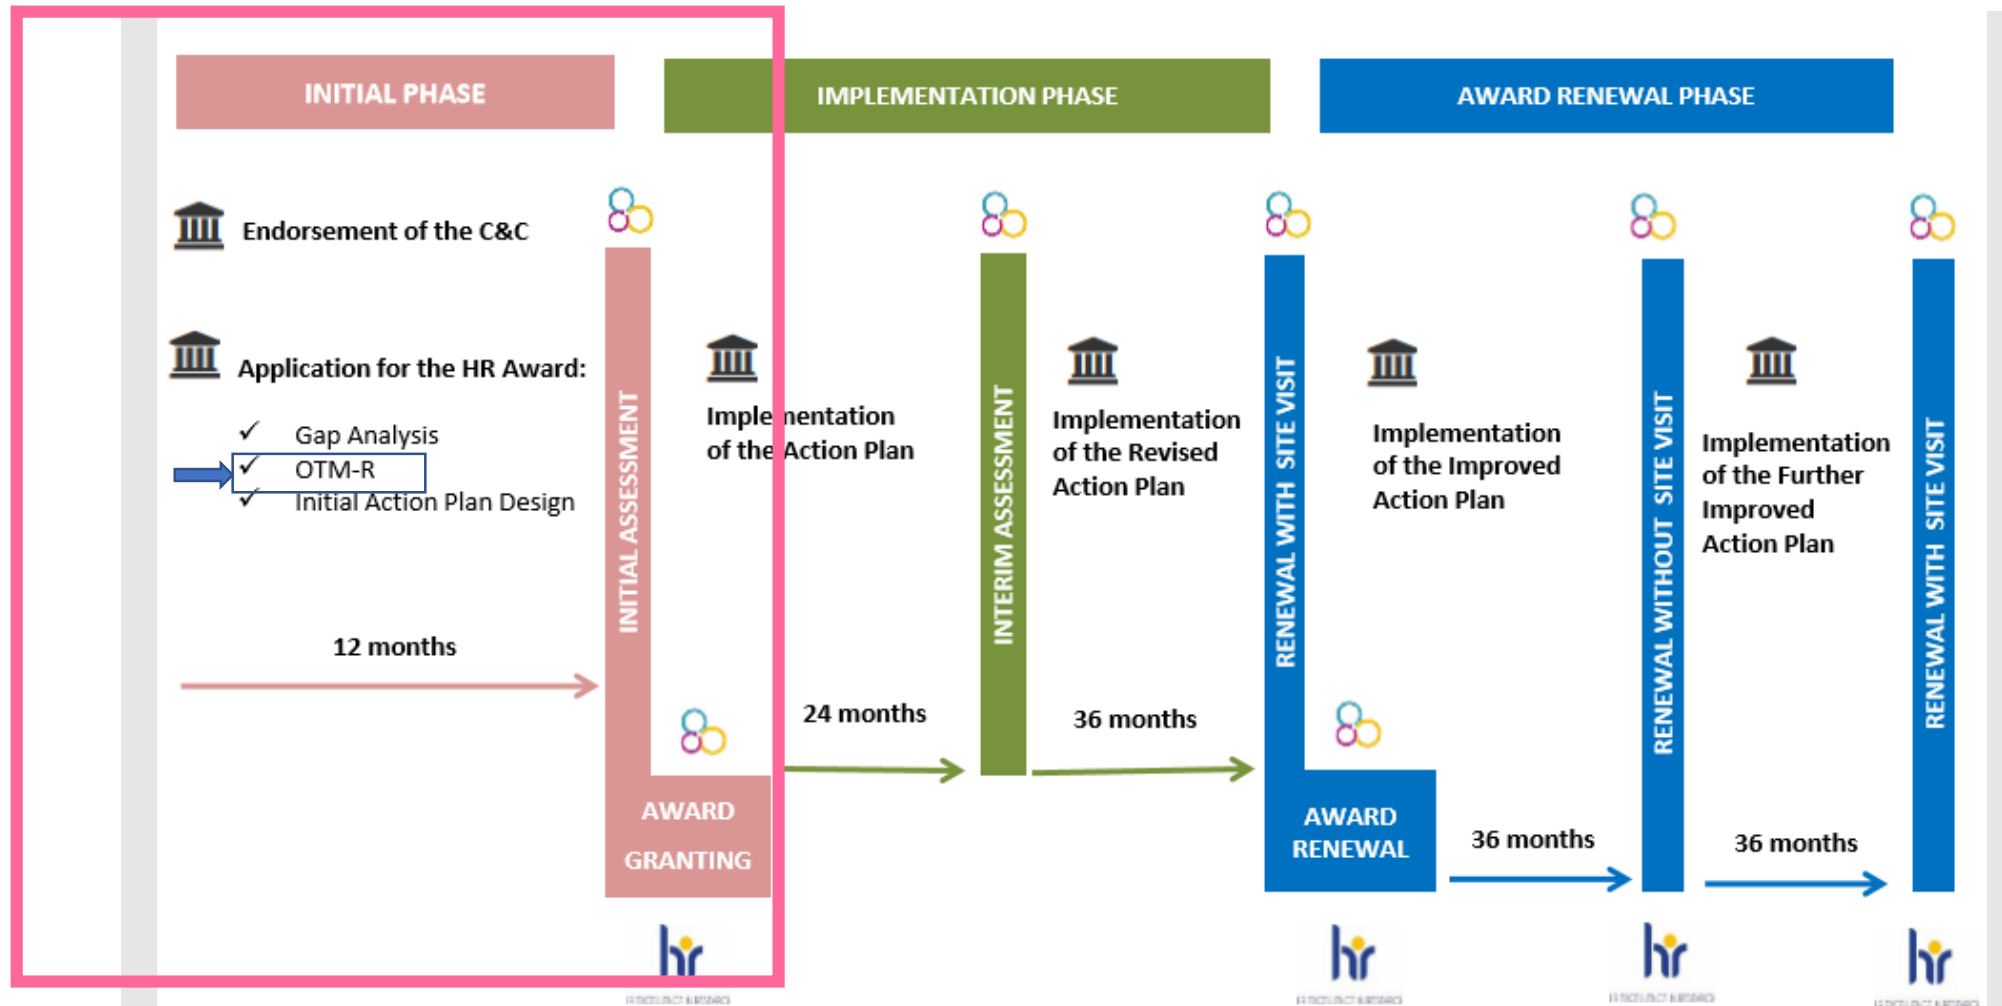 INITIAL PHASE
IMPLEMENTATION PHASE
AWARD RENEWAL PHASE
Endorsement of the C&C
Application for the HR Award:
✓ Gap Analysis
✓ OTM-R
✓ Initial Action Plan Design
12 months
INITIAL ASSESSMENT
AWARD
GRANTING
Implementation
of the Action Plan
24 months
INTERIM ASSESSMENT
Implementation
of the Revised
Action Plan
36 months
RENEWAL WITH SITE VISIT
AWARD
RENEWAL
Implementation
of the Improved
Action Plan
36 months
RENEWAL WITHOUT SITE VISIT
Implementation
of the Further
Improved
Action Plan
36 months
RENEWAL WITH SITE VISIT
hr
hr
hr
hr